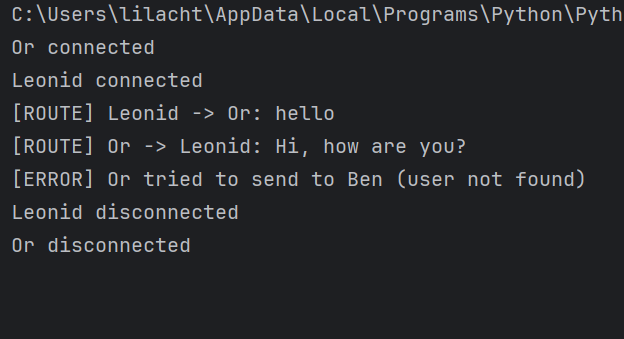 C:\Users\lilacht\AppData\Local\Programs\Python\Pyth
Or connected
Leonid connected
[ROUTE] Leonid -> Or: hello
[ROUTE] Or -> Leonid: Hi, how are you?
[ERROR] Or tried to send to Ben (user not found)
Leonid disconnected
Or disconnected